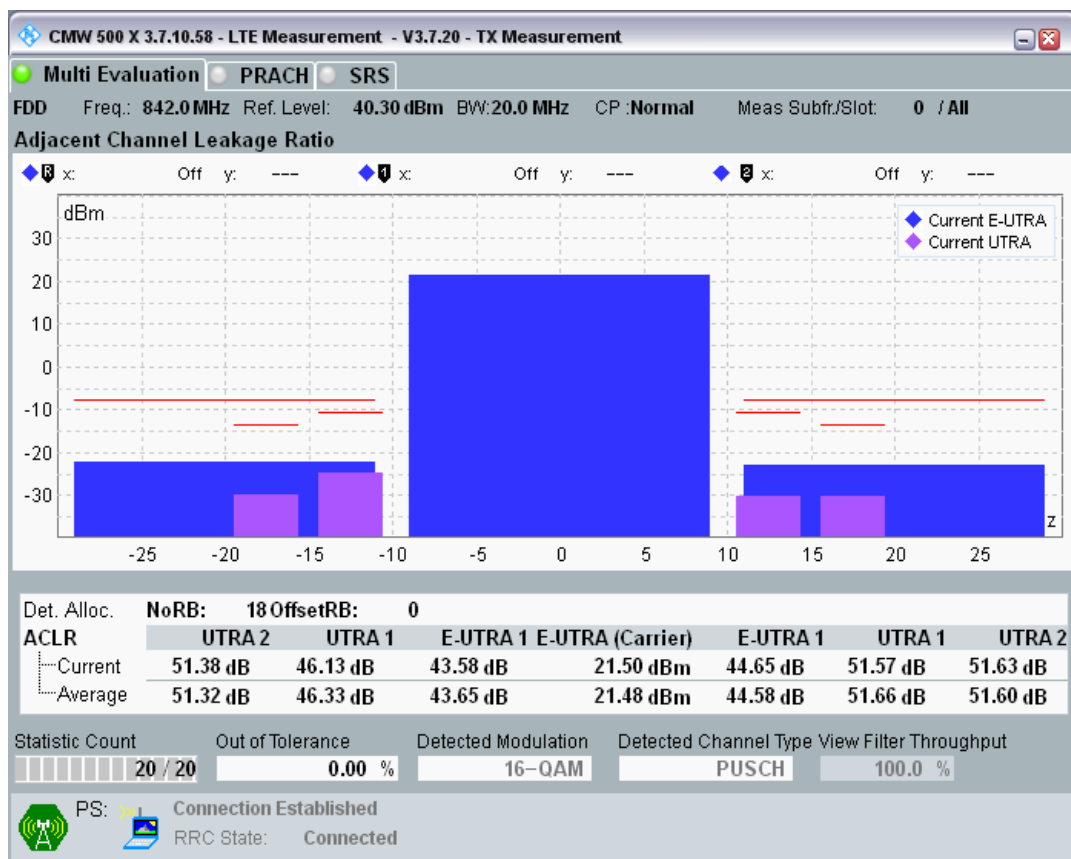 CMW 500 X 3.7.10.58 - LTE Measurement - V3.7.20 - TX Measurement
Multi Evaluation PRACH SRS
FDD Freq.: 842.0 MHz Ref. Level: 40.30 dBm BW:20.0 MHz CP :Normal Meas Subfr./Slot: 0 / All
Adjacent Channel Leakage Ratio
R x: Off y: --- 1 x: Off y: --- 2 x: Off y: ---
dBm
Current E-UTRA
Current UTRA
30
20
10
0
-10
-20
-30
z
-25 -20 -15 -10 -5 0 5 10 15 20 25
Det. Alloc. NoRB: 18 OffsetRB: 0
ACLR UTRA 2 UTRA 1 E-UTRA 1 E-UTRA (Carrier) E-UTRA 1 UTRA 1 UTRA 2
Current 51.38 dB 46.13 dB 43.58 dB 21.50 dBm 44.65 dB 51.57 dB 51.63 dB
Average 51.32 dB 46.33 dB 43.65 dB 21.48 dBm 44.58 dB 51.66 dB 51.60 dB
Statistic Count Out of Tolerance Detected Modulation Detected Channel Type View Filter Throughput
20 / 20 0.00 % 16-QAM PUSCH 100.0 %
PS: Connection Established
RRC State: Connected